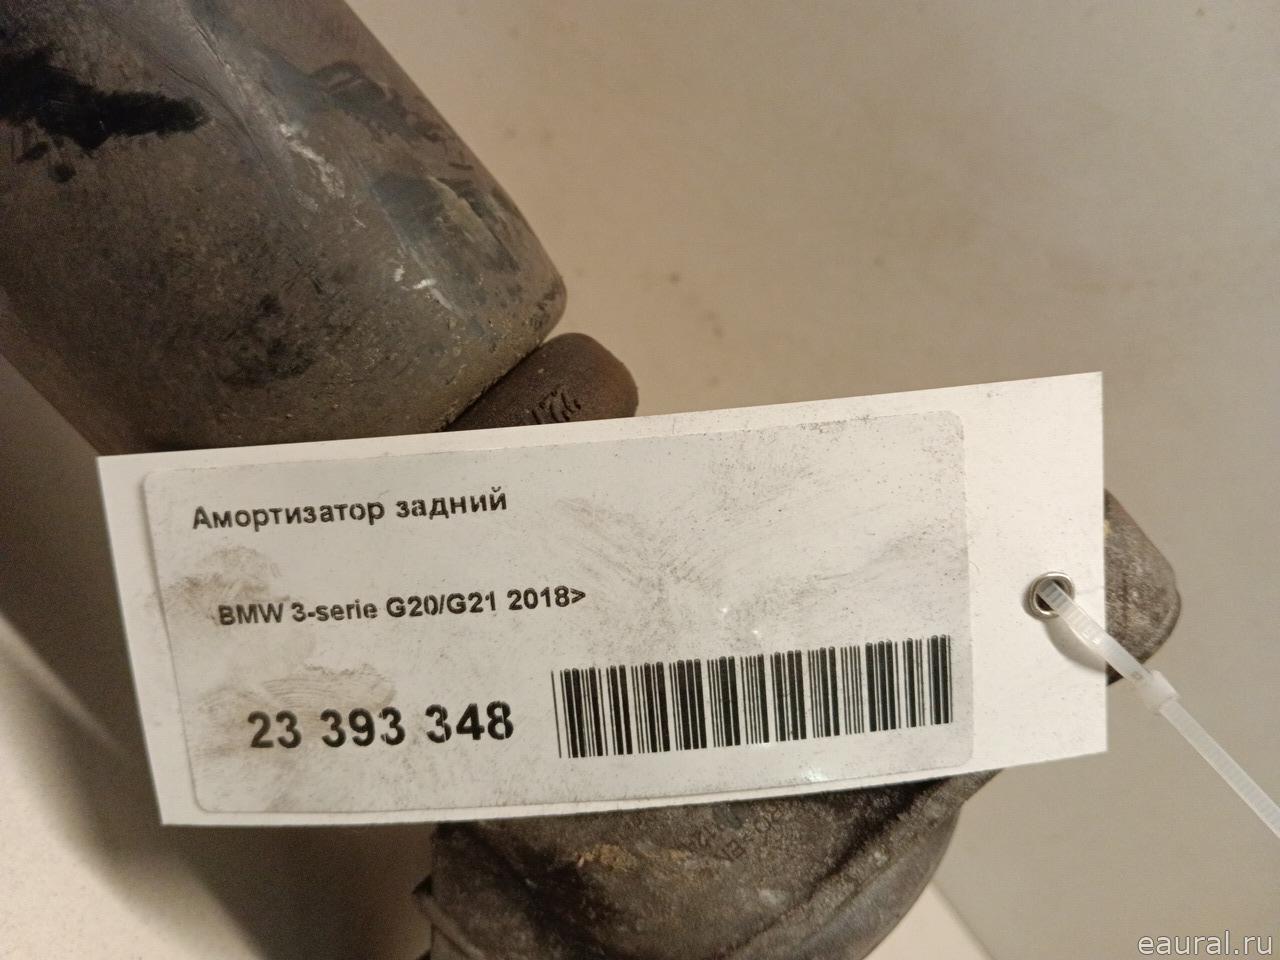 Амортизатор задний
BMW 3-serie G20/G21 2018>
23 393 348
eaural.ru